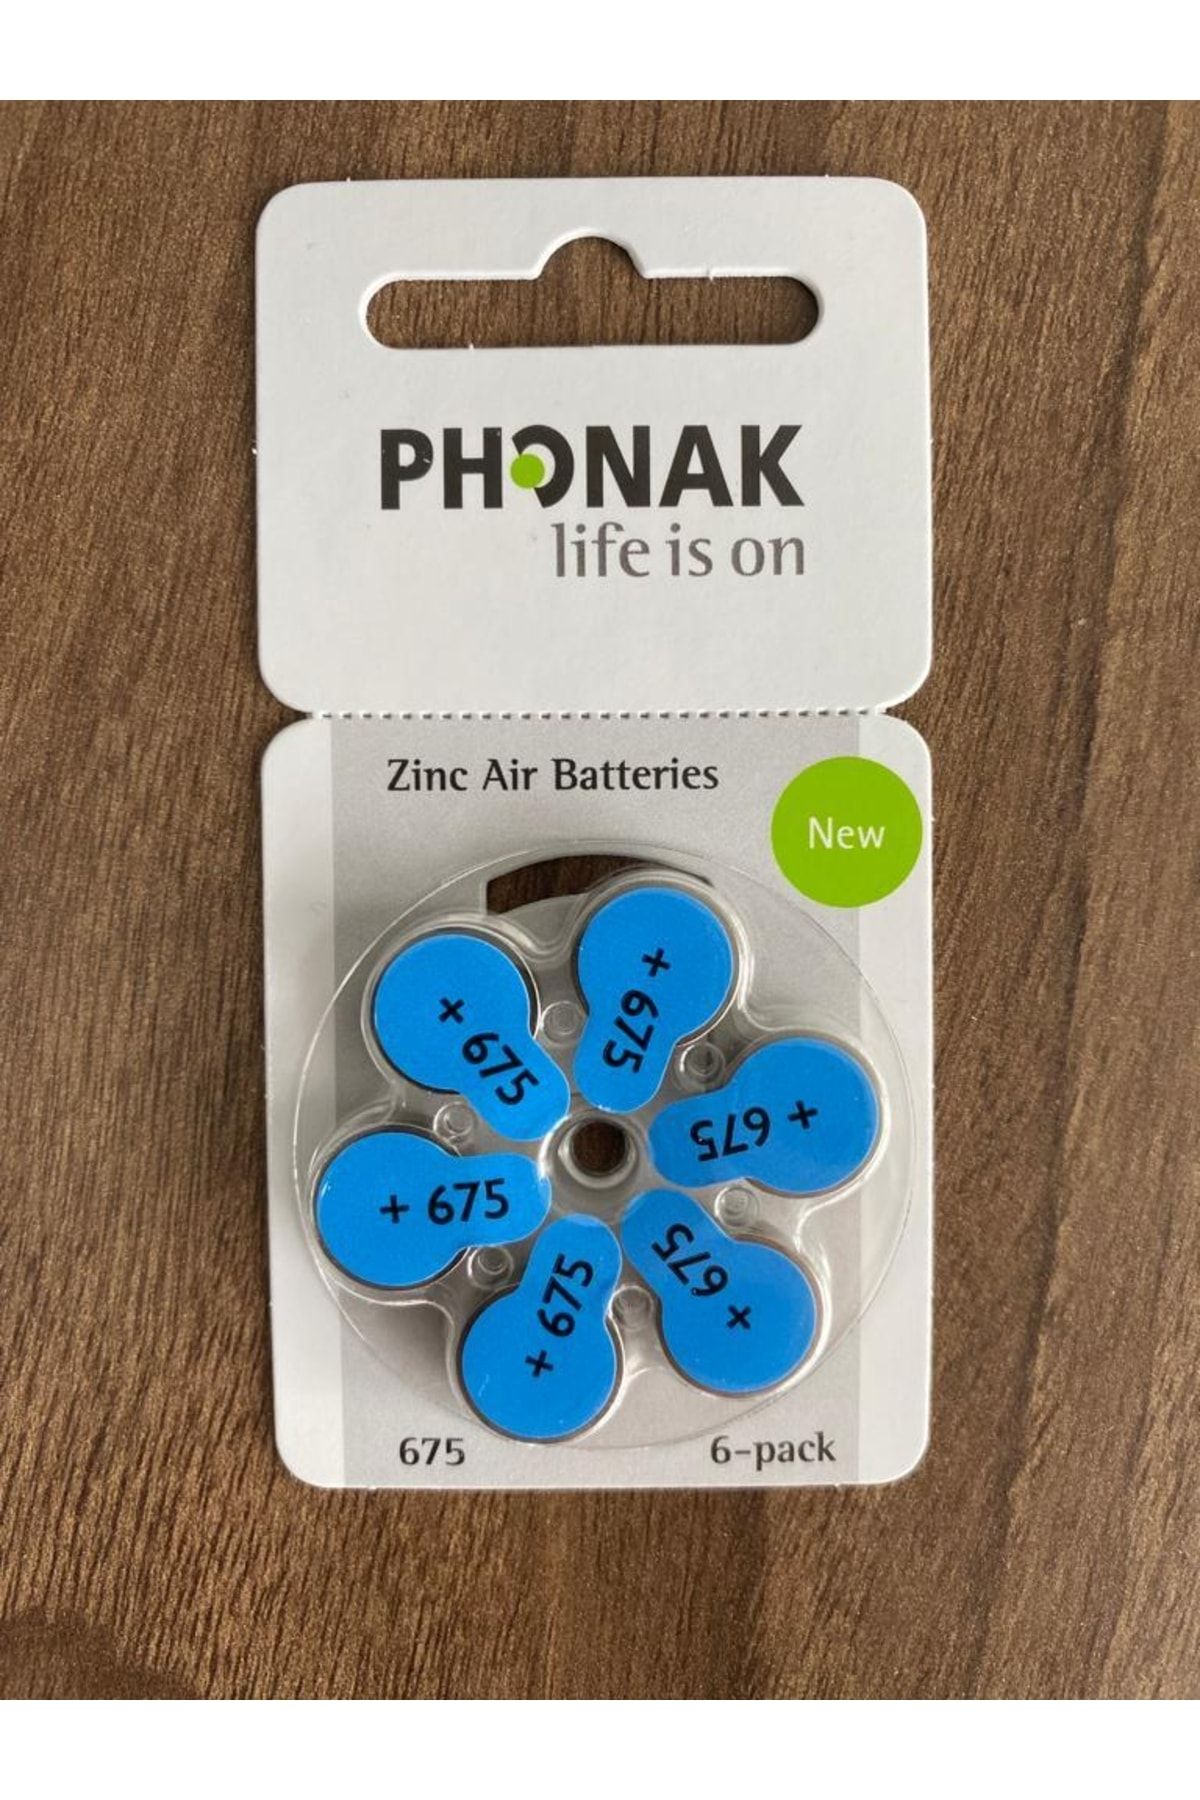 PHONAK
life is on
Zinc Air Batteries
New
+ 675
+ 675
+ 675
+ 675
+ 675
+ 675
675
6-pack